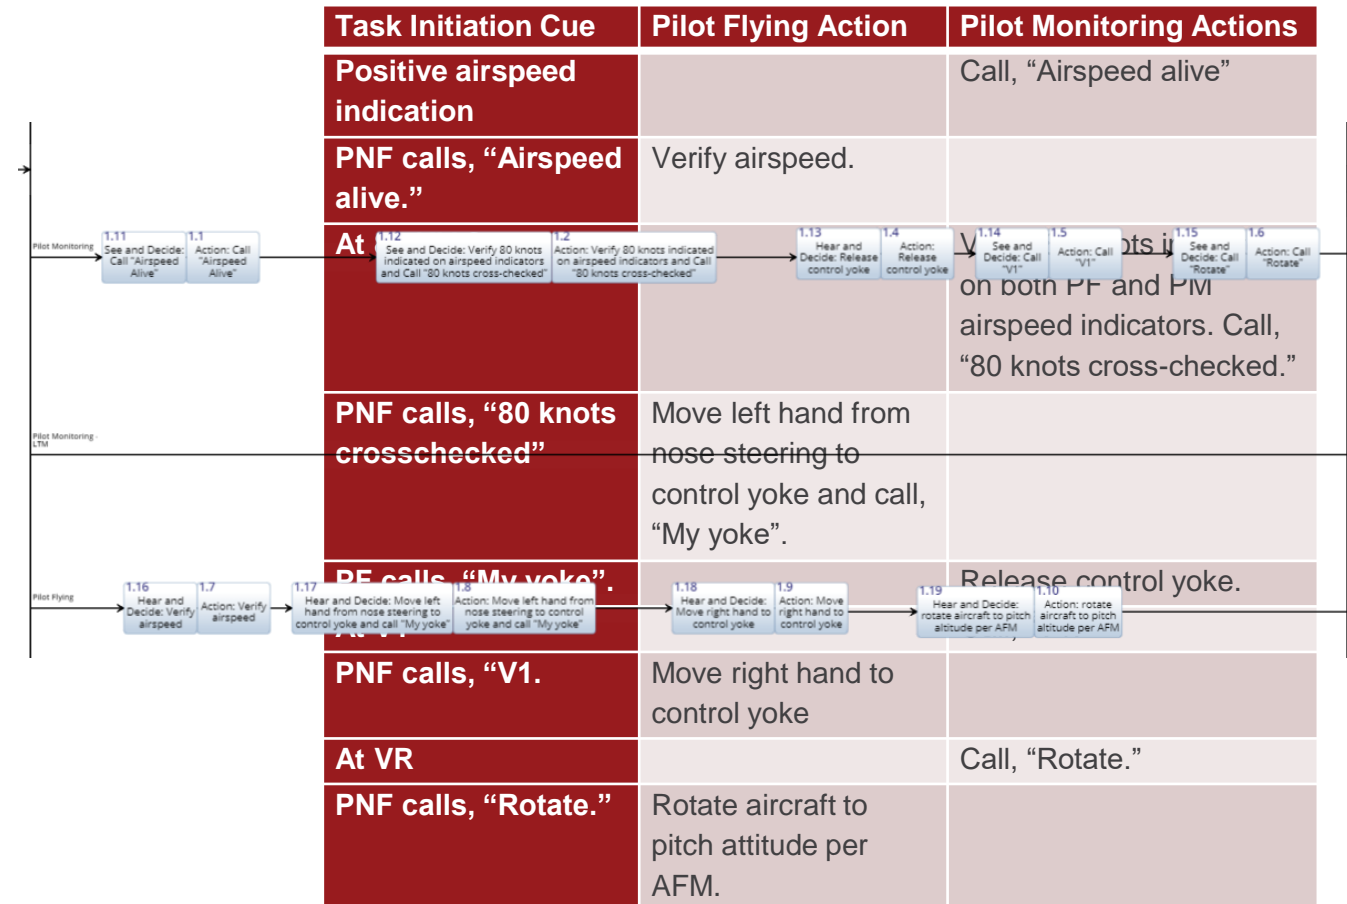 Task Initiation Cue
Pilot Flying Action
Pilot Monitoring Actions
Positive airspeed
indication
Call, “Airspeed alive”
PNF calls, “Airspeed
alive.”
Verify airspeed.
At
Pilot Monitoring
1.11
See and Decide:
Call "Airspeed
Alive"
1.1
Action: Call
"Airspeed
Alive"
1.12
See and Decide: Verify 80 knots
indicated on airspeed indicators
and Call "80 knots cross-checked"
1.2
Action: Verify 80 knots indicated
on airspeed indicators and Call
"80 knots cross-checked"
1.13
Hear and
Decide: Release
control yoke
1.4
Action:
Release
control yoke
1.14
See and
Decide: Call
"V1"
1.5
Action: Call
"V1"
1.15
See and
Decide: Call
"Rotate"
1.6
Action: Call
"Rotate"
on both PF and PM
airspeed indicators. Call,
“80 knots cross-checked.”
PNF calls, “80 knots
crosschecked”
Move left hand from
nose steering to
control yoke and call,
“My yoke”.
Pilot Monitoring -
LTM
PF calls, “My yoke”.
Release control yoke.
Pilot Flying
1.16
Hear and
Decide: Verify
airspeed
1.7
Action: Verify
airspeed
1.17
Hear and Decide: Move left
hand from nose steering to
control yoke and call "My yoke"
1.8
Action: Move left hand from
nose steering to control
yoke and call "My yoke"
1.18
Hear and Decide:
Move right hand to
control yoke
1.9
Action: Move
right hand to
control yoke
1.19
Hear and Decide:
rotate aircraft to pitch
altitude per AFM
1.10
Action: rotate
aircraft to pitch
altitude per AFM
At V1
PNF calls, “V1.
Move right hand to
control yoke
At VR
Call, “Rotate.”
PNF calls, “Rotate.”
Rotate aircraft to
pitch attitude per
AFM.